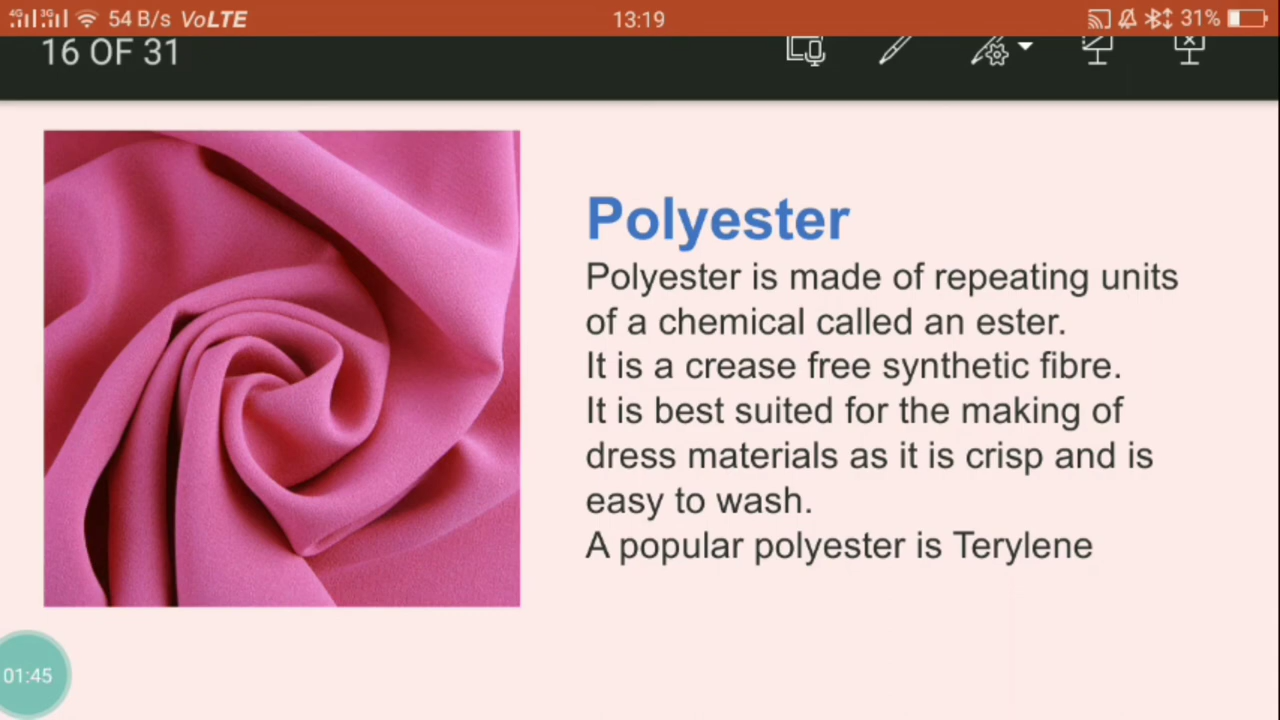 4G 3G 54 B/s VoLTE 13:19 31%
16 OF 31
Polyester
Polyester is made of repeating units
of a chemical called an ester.
It is a crease free synthetic fibre.
It is best suited for the making of
dress materials as it is crisp and is
easy to wash.
A popular polyester is Terylene
01:45